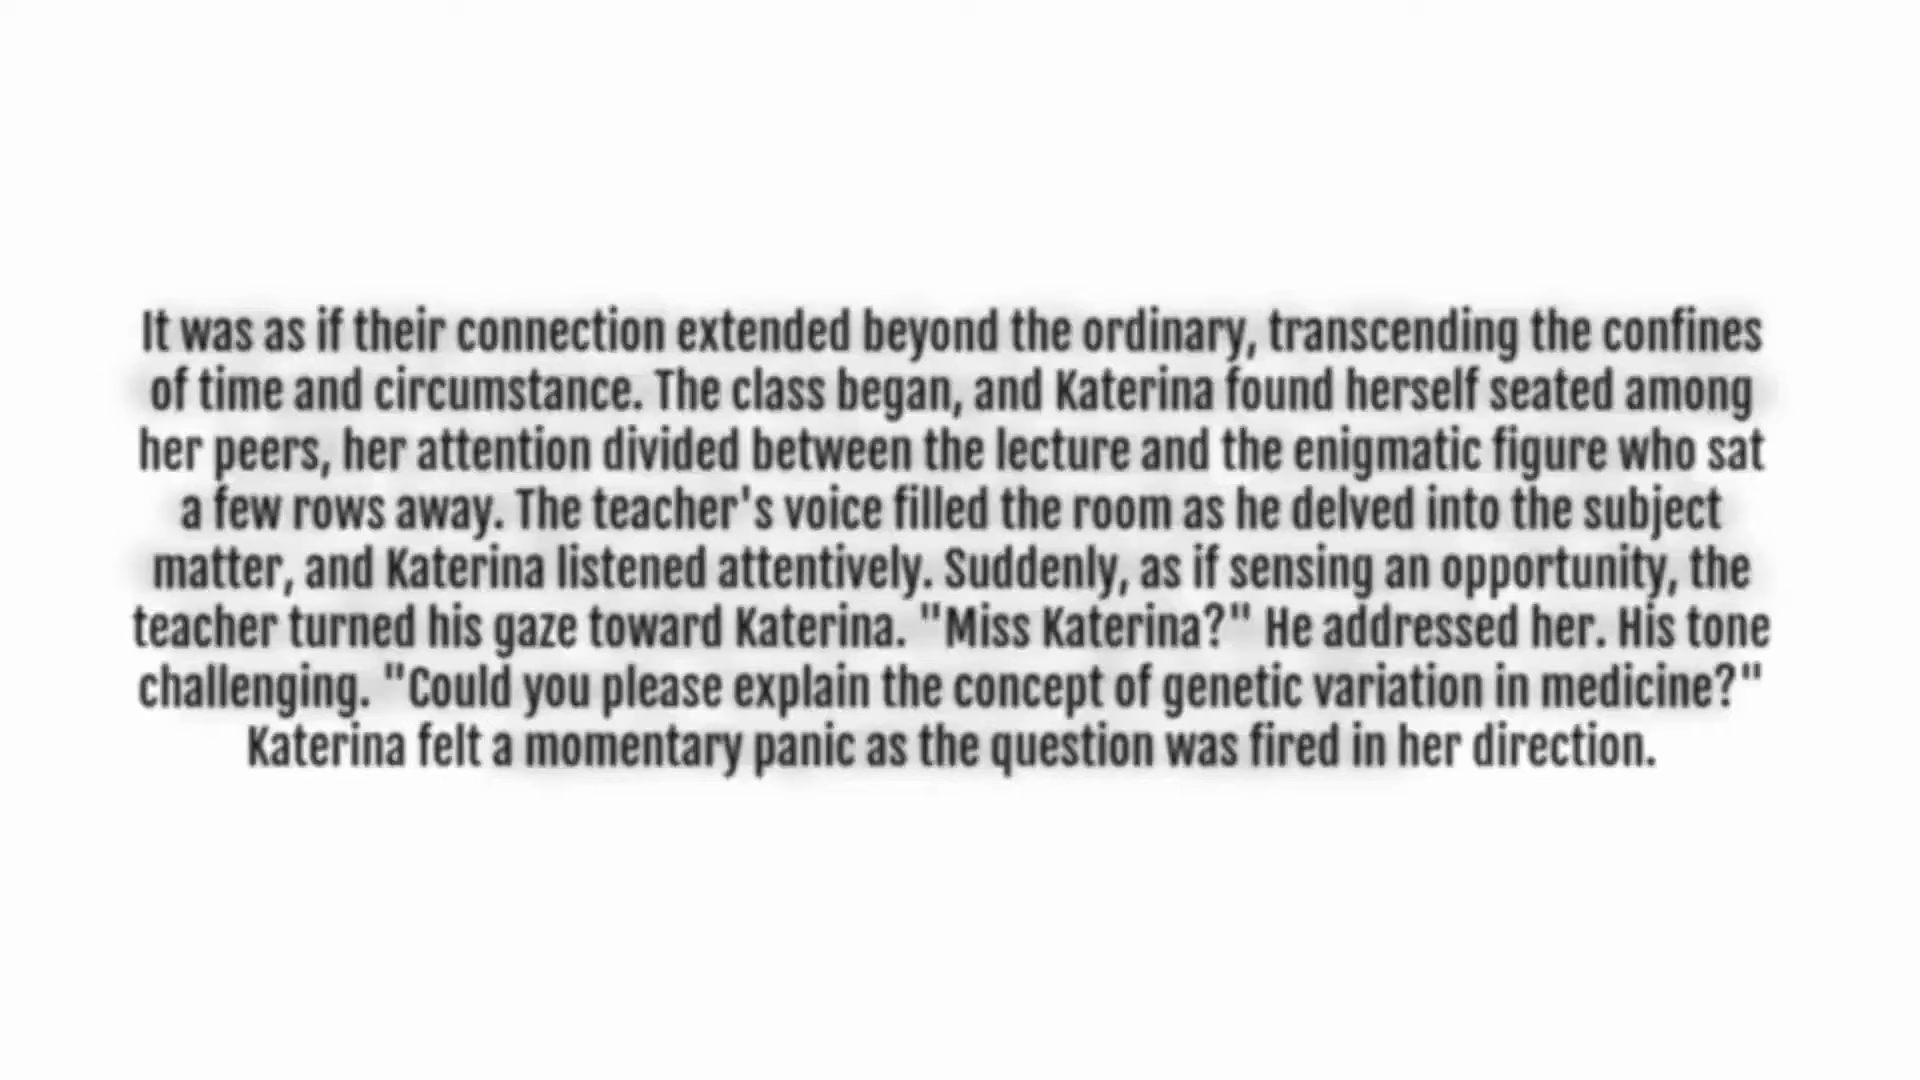 It was as if their connection extended beyond the ordinary, transcending the confines
of time and circumstance. The class began, and Katerina found herself seated among
her peers, her attention divided between the lecture and the enigmatic figure who sat
a few rows away. The teacher's voice filled the room as he delved into the subject
matter, and Katerina listened attentively. Suddenly, as if sensing an opportunity, the
teacher turned his gaze toward Katerina. "Miss Katerina?" He addressed her. His tone
challenging. "Could you please explain the concept of genetic variation in medicine?"
Katerina felt a momentary panic as the question was fired in her direction.